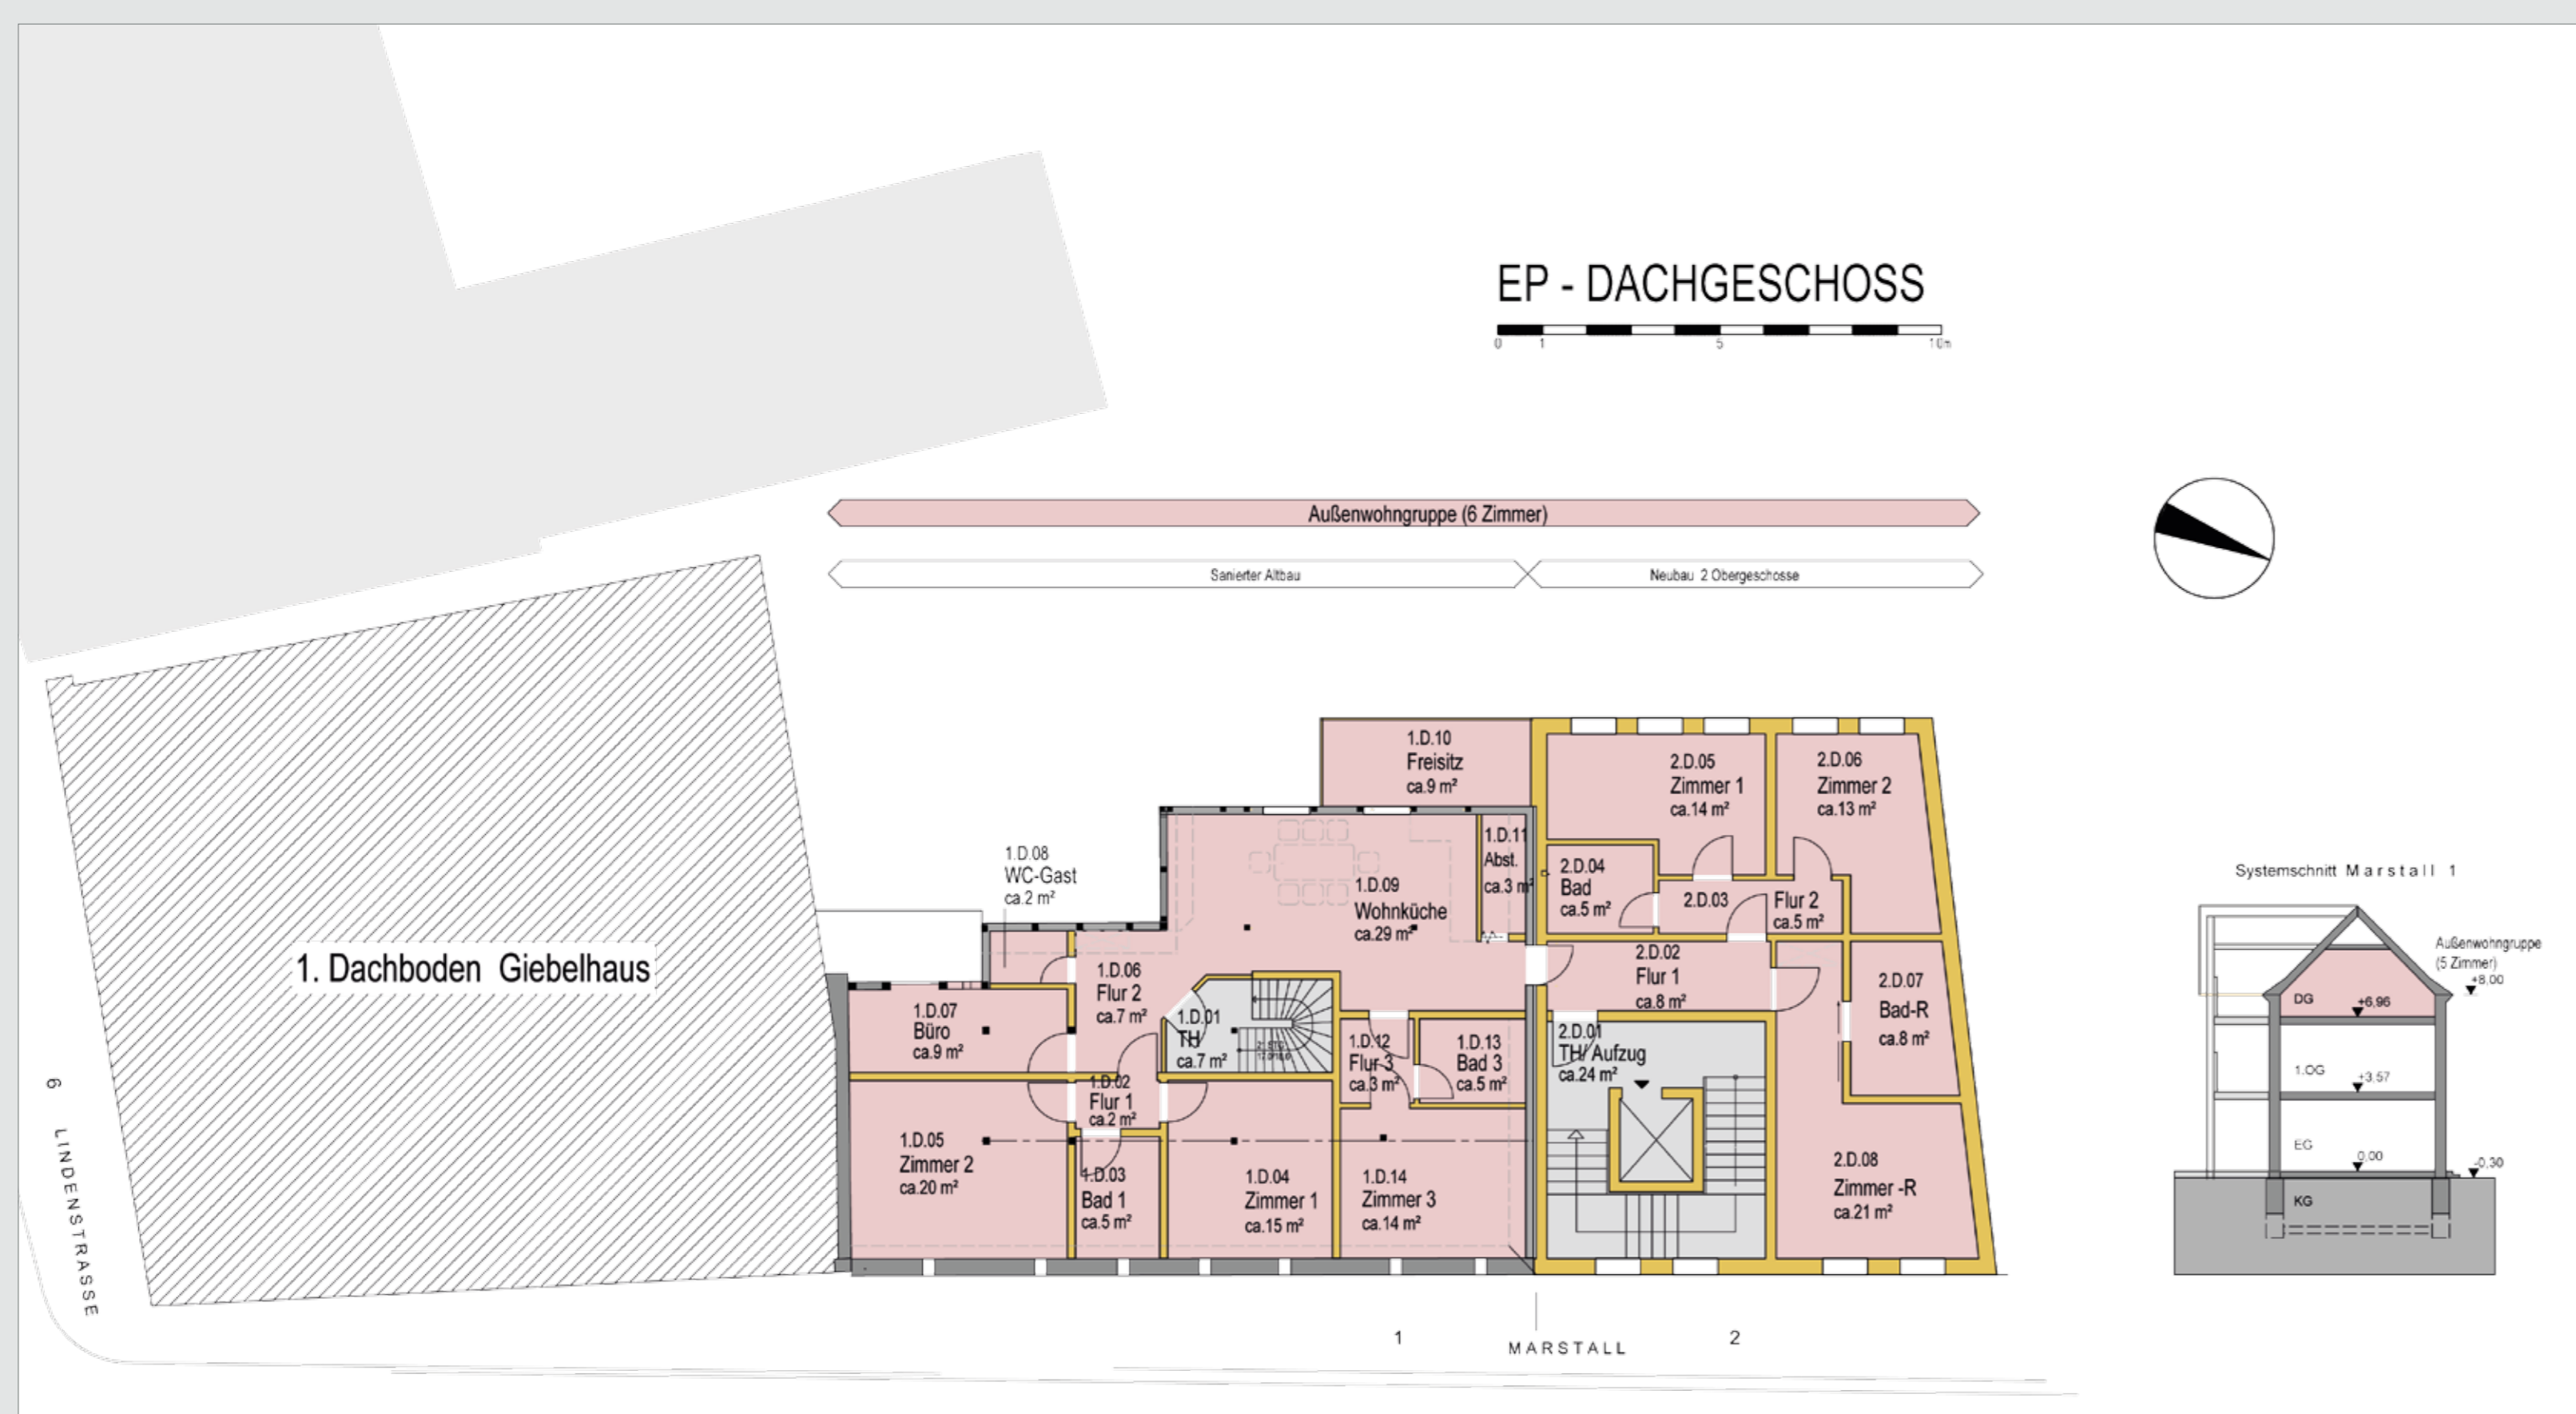 EP - DACHGESCHOSS
0 1 5 10m
Außenwohngruppe (6 Zimmer)
Sanierter Altbau
Neubau 2 Obergeschosse
1.D.10
Freisitz
ca.9 m²
2.D.05
Zimmer 1
ca.14 m²
2.D.06
Zimmer 2
ca.13 m²
1.D.08
WC-Gast
ca.2 m²
1.D.09
Wohnküche
ca.29 m²
1.D.11
Abst.
ca.3 m²
2.D.04
Bad
ca.5 m²
2.D.03
Flur 2
ca.5 m²
1. Dachboden Giebelhaus
1.D.07
Büro
ca.9 m²
1.D.06
Flur 2
ca.7 m²
1.D.01
TH
ca.7 m²
1.D.12
Flur 3
ca.3 m²
1.D.13
Bad 3
ca.5 m²
2.D.02
Flur 1
ca.8 m²
2.D.01
TH/ Aufzug
ca.24 m²
2.D.07
Bad-R
ca.8 m²
1.D.05
Zimmer 2
ca.20 m²
1.D.02
Flur 1
ca.2 m²
1.D.03
Bad 1
ca.5 m²
1.D.04
Zimmer 1
ca.15 m²
1.D.14
Zimmer 3
ca.14 m²
2.D.08
Zimmer -R
ca.21 m²
6 LINDENSTRASSE
1 2
MARSTALL
Systemschnitt Marstall 1
Außenwohngruppe
(5 Zimmer)
+8,00
DG +6,96
1.OG +3,57
EG 0,00
-0,30
KG